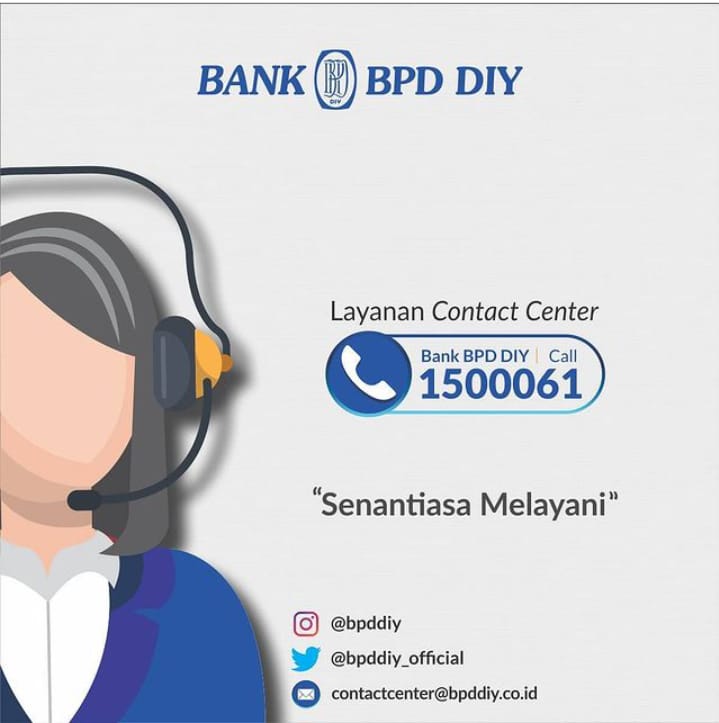 BANK BPD DIY
Layanan Contact Center
Bank BPD DIY | Call
1500061
“Senantiasa Melayani”
@bpddiy
@bpddiy_official
contactcenter@bpddiy.co.id